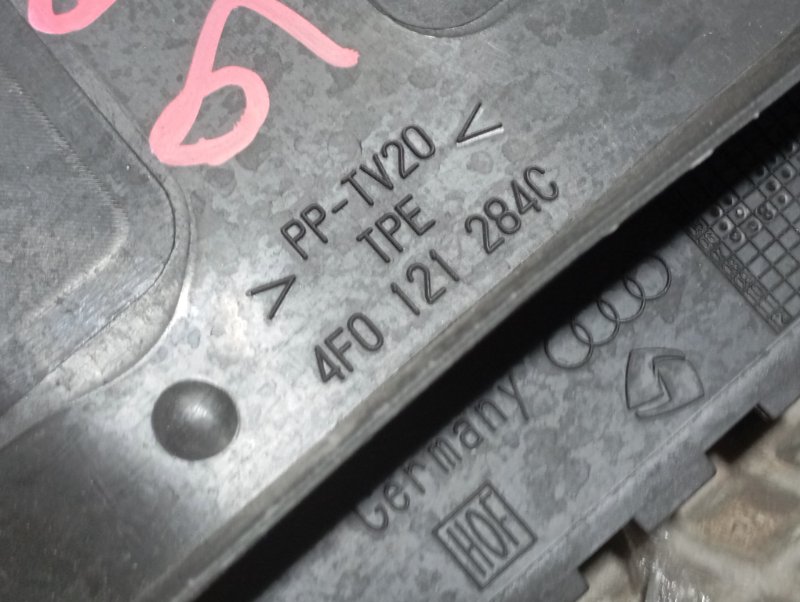 > PP-TV20 <
TPE
4F0 121 284C
Germany
HOF